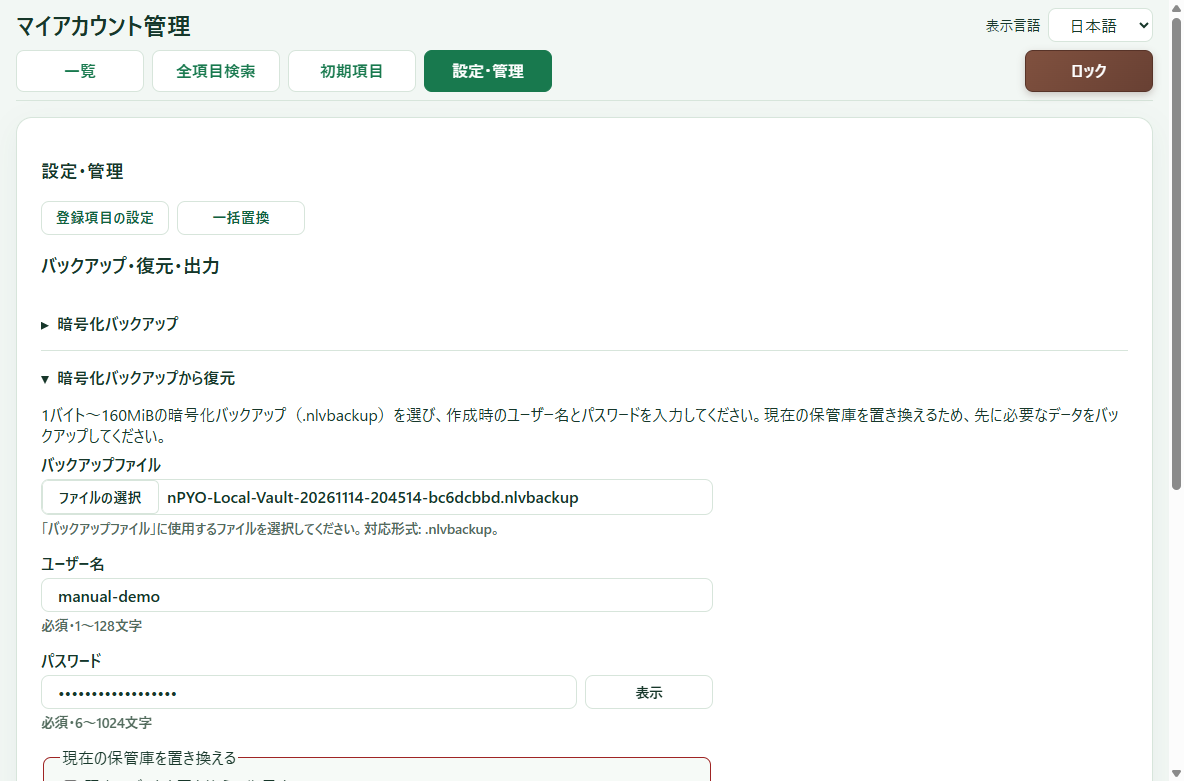 マイアカウント管理
表示言語 日本語
一覧 全項目検索 初期項目 設定・管理 ロック
設定・管理
登録項目の設定 一括置換
バックアップ・復元・出力
▸ 暗号化バックアップ
▾ 暗号化バックアップから復元
1バイト～160MiBの暗号化バックアップ（.nlvbackup）を選び、作成時のユーザー名とパスワードを入力してください。現在の保管庫を置き換えるため、先に必要なデータをバッ
クアップしてください。
バックアップファイル
ファイルの選択 nPYO-Local-Vault-20261114-204514-bc6dcbbd.nlvbackup
「バックアップファイル」に使用するファイルを選択してください。対応形式: .nlvbackup。
ユーザー名
manual-demo
必須・1～128文字
パスワード
•••••••••••••••••• 表示
必須・6～1024文字
現在の保管庫を置き換える